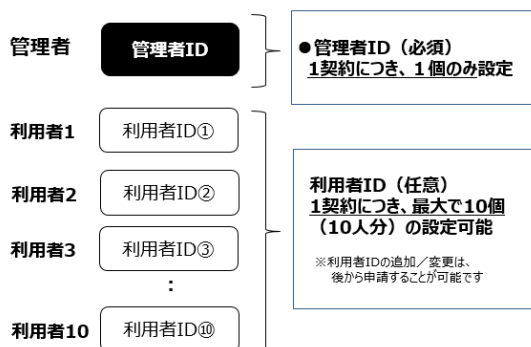 管理者
管理者ID
●管理者ID（必須）
1契約につき、１個のみ設定
利用者1
利用者ID①
利用者2
利用者ID②
利用者3
利用者ID③
：
利用者10
利用者ID⑩
利用者ID（任意）
1契約につき、最大で10個
（10人分）の設定可能
※利用者IDの追加／変更は、
後から申請することが可能です